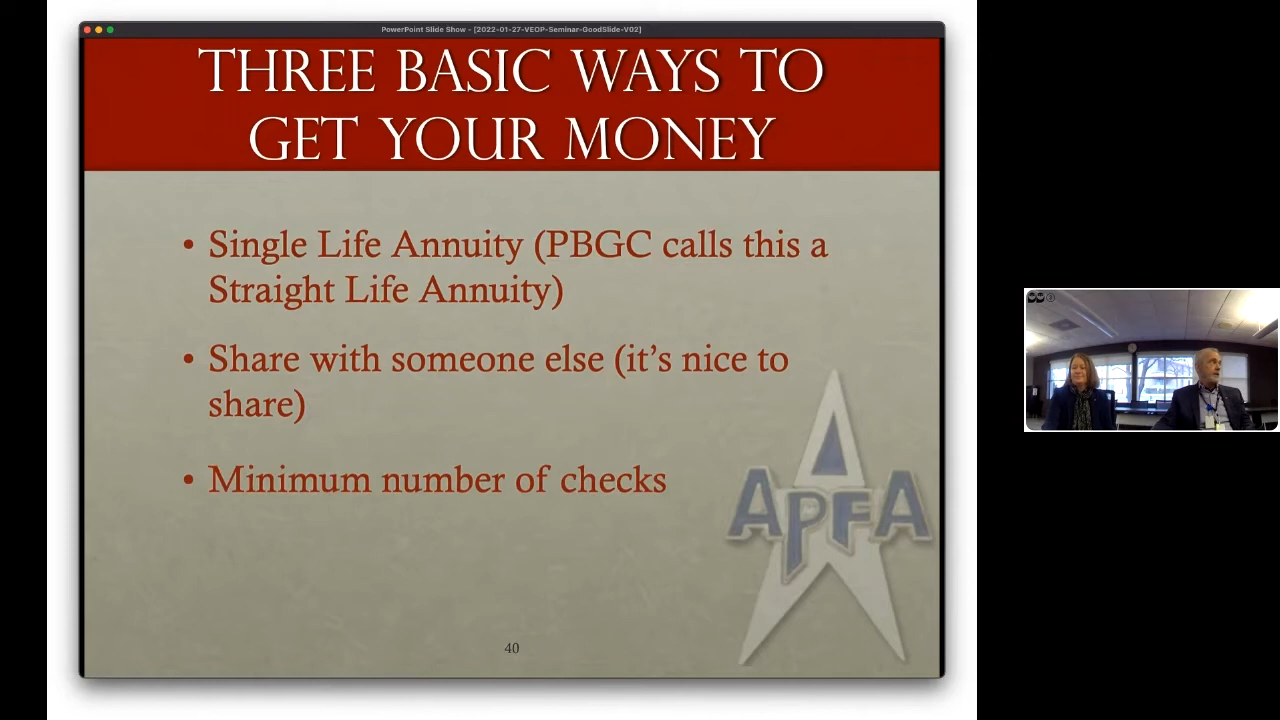 PowerPoint Slide Show - [2022-01-27-VEOP-Seminar-GoodSlide-V02]
THREE BASIC WAYS TO
GET YOUR MONEY
• Single Life Annuity (PBGC calls this a
Straight Life Annuity)
• Share with someone else (it's nice to
share)
• Minimum number of checks
APFA
40